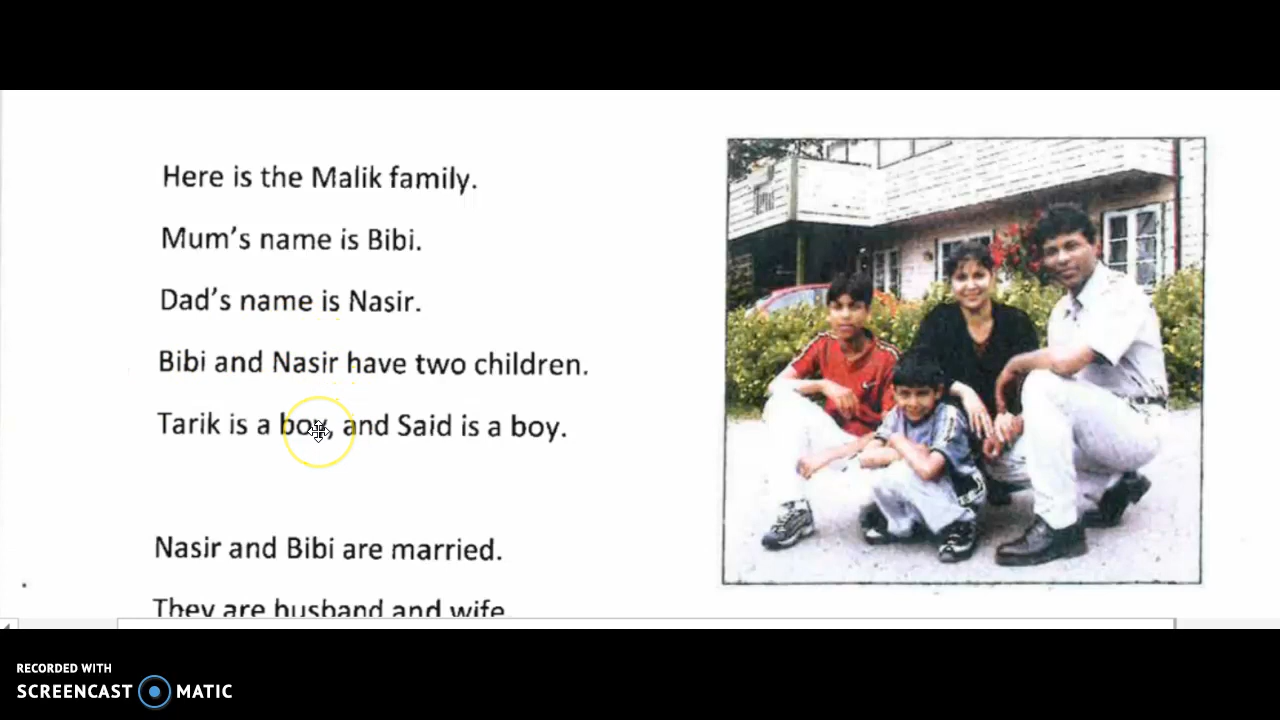 Here is the Malik family.
Mum's name is Bibi.
Dad's name is Nasir.
Bibi and Nasir have two children.
Tarik is a boy, and Said is a boy.
Nasir and Bibi are married.
They are husband and wife
RECORDED WITH
SCREENCAST MATIC